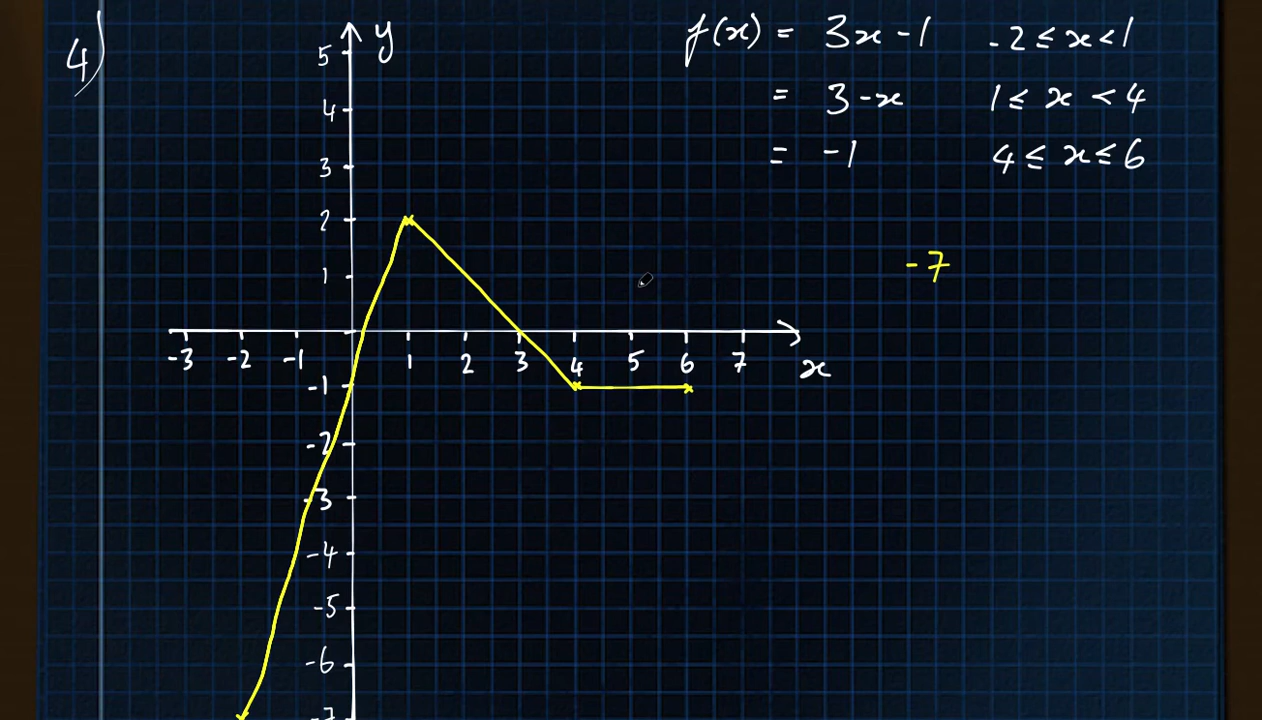 4)
y
f(x) = 3x - 1 -2 ≤ x < 1
= 3 - x 1 ≤ x < 4
= -1 4 ≤ x ≤ 6
5
4
3
2
1
-7
-3 -2 -1 1 2 3 4 5 6 7 x
-1
-2
-3
-4
-5
-6
-7